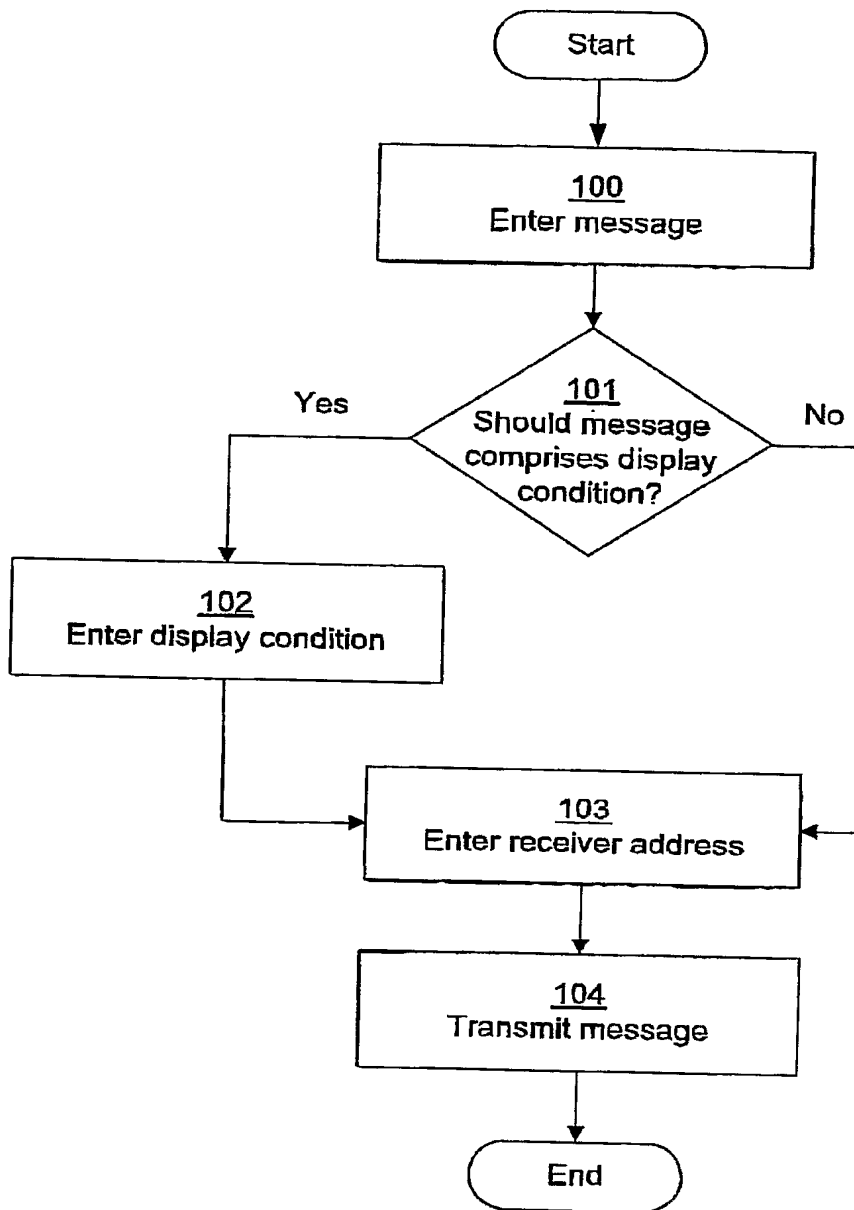 Start
100
Enter message
101
Should message
comprises display
condition?
Yes
No
102
Enter display condition
103
Enter receiver address
104
Transmit message
End